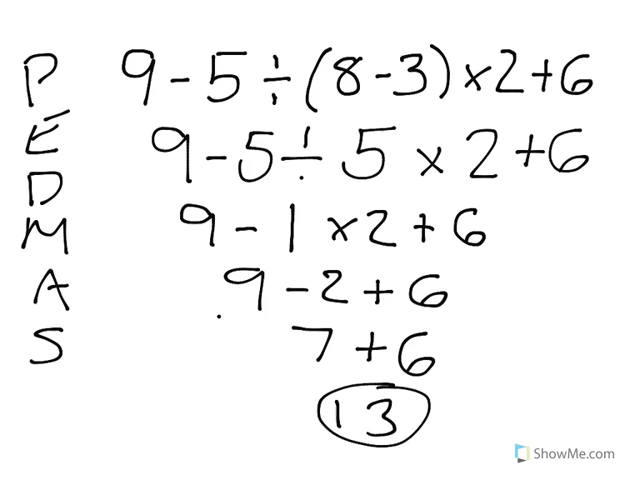 P 9 - 5 ÷ (8 - 3) × 2 + 6
E 9 - 5 ÷ 5 × 2 + 6
D
M 9 - 1 × 2 + 6
A 9 - 2 + 6
S 7 + 6
13
ShowMe.com